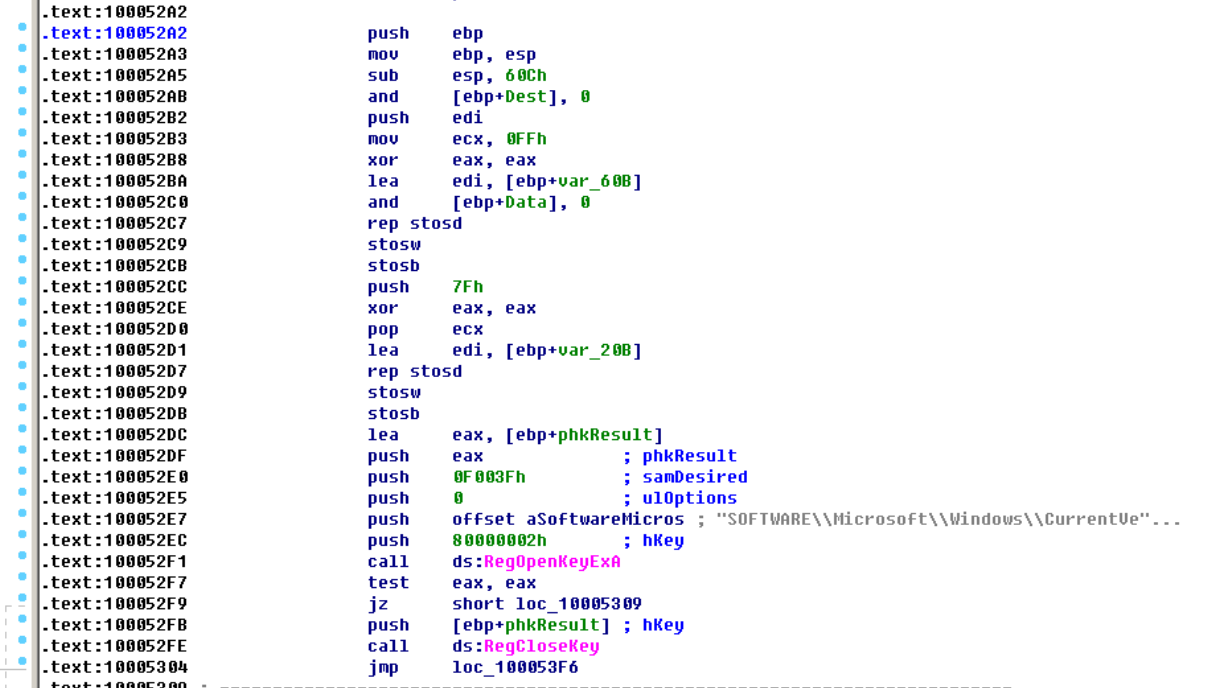 .text:100052A2
.text:100052A2 push ebp
.text:100052A3 mov ebp, esp
.text:100052A5 sub esp, 60Ch
.text:100052AB and [ebp+Dest], 0
.text:100052B2 push edi
.text:100052B3 mov ecx, 0FFh
.text:100052B8 xor eax, eax
.text:100052BA lea edi, [ebp+var_60B]
.text:100052C0 and [ebp+Data], 0
.text:100052C7 rep stosd
.text:100052C9 stosw
.text:100052CB stosb
.text:100052CC push 7Fh
.text:100052CE xor eax, eax
.text:100052D0 pop ecx
.text:100052D1 lea edi, [ebp+var_20B]
.text:100052D7 rep stosd
.text:100052D9 stosw
.text:100052DB stosb
.text:100052DC lea eax, [ebp+phkResult]
.text:100052DF push eax ; phkResult
.text:100052E0 push 0F003Fh ; samDesired
.text:100052E5 push 0 ; ulOptions
.text:100052E7 push offset aSoftwareMicros ; "SOFTWARE\\Microsoft\\Windows\\CurrentVe"...
.text:100052EC push 80000002h ; hKey
.text:100052F1 call ds:RegOpenKeyExA
.text:100052F7 test eax, eax
.text:100052F9 jz short loc_10005309
.text:100052FB push [ebp+phkResult] ; hKey
.text:100052FE call ds:RegCloseKey
.text:10005304 jmp loc_100053F6
.text:10005309 ; ---------------------------------------------------------------------------